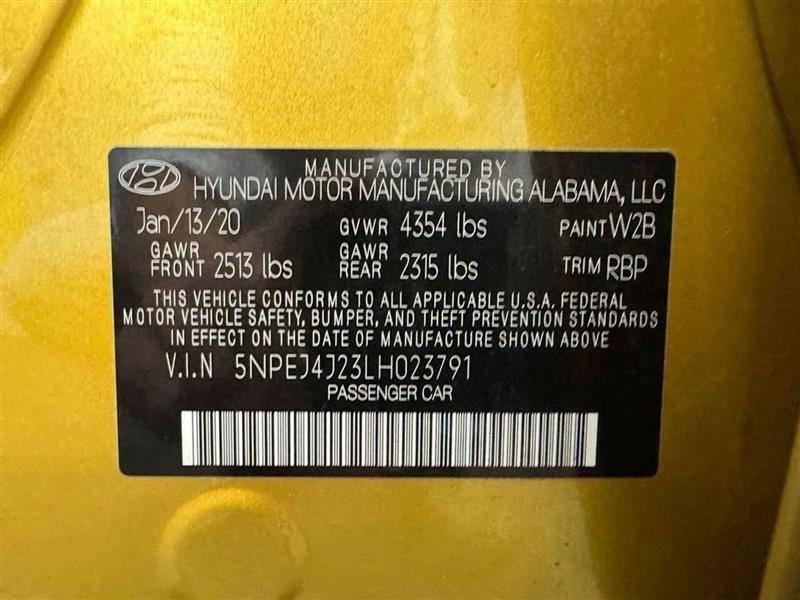 MANUFACTURED BY
HYUNDAI MOTOR MANUFACTURING ALABAMA, LLC
Jan/13/20 GVWR 4354 lbs PAINT W2B
GAWR FRONT 2513 lbs GAWR REAR 2315 lbs TRIM RBP
THIS VEHICLE CONFORMS TO ALL APPLICABLE U.S.A. FEDERAL
MOTOR VEHICLE SAFETY, BUMPER, AND THEFT PREVENTION STANDARDS
IN EFFECT ON THE DATE OF MANUFACTURE SHOWN ABOVE
V.I.N 5NPEJ4J23LH023791
PASSENGER CAR